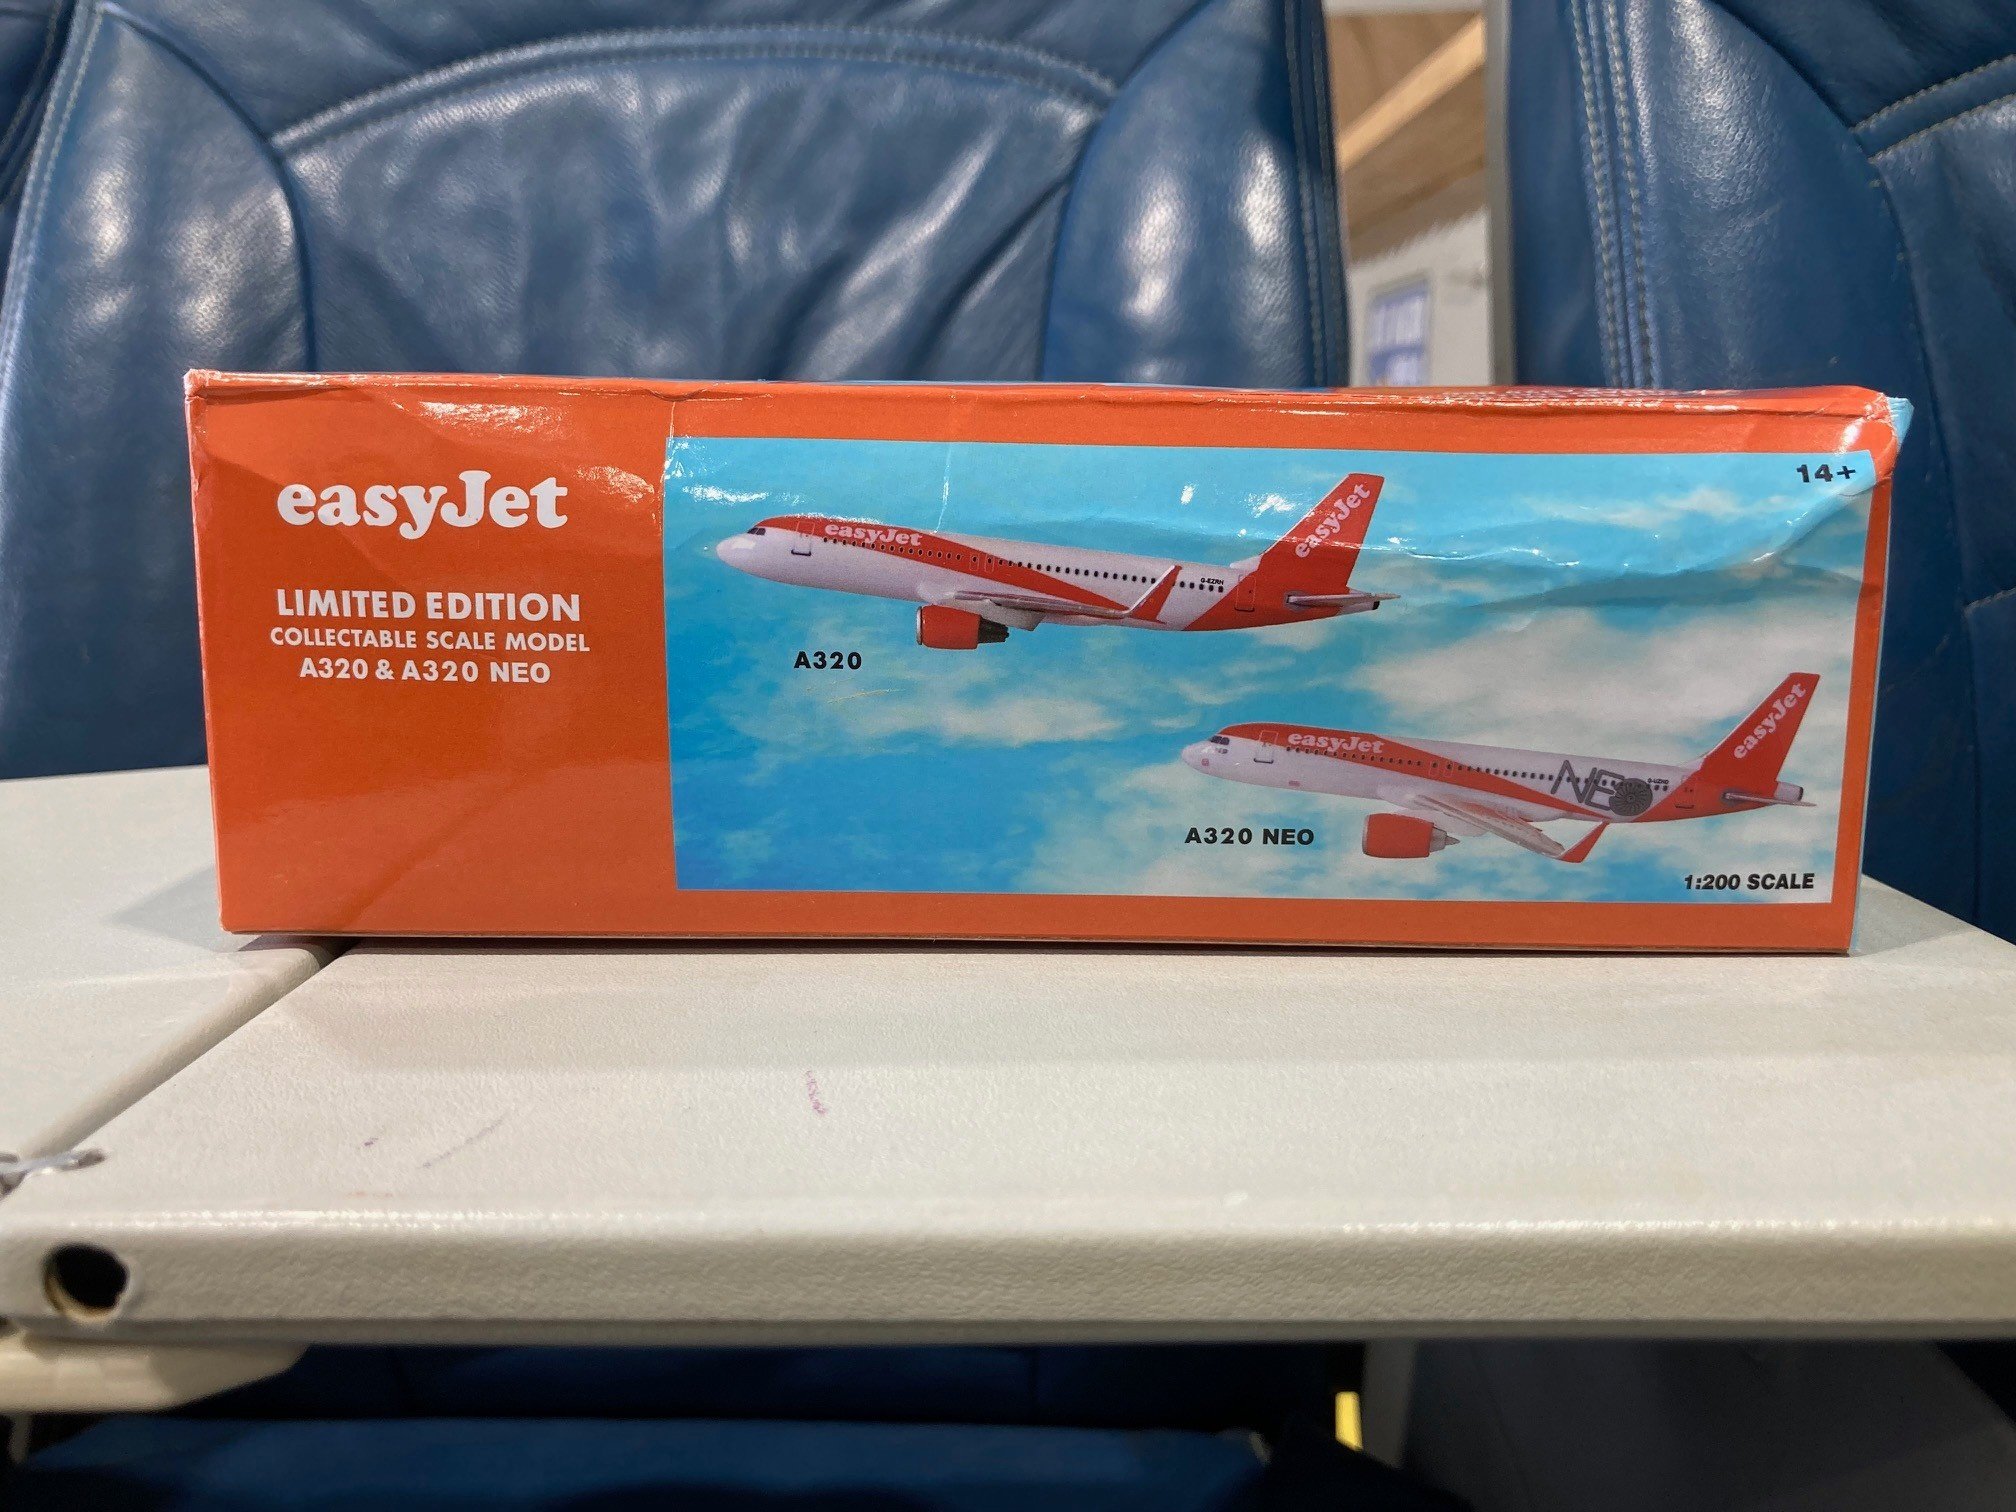 easyJet
LIMITED EDITION
COLLECTABLE SCALE MODEL
A320 & A320 NEO
14+
easyJet
easyJet
G-EZRH
A320
easyJet
NEO
easyJet
A320 NEO
1:200 SCALE